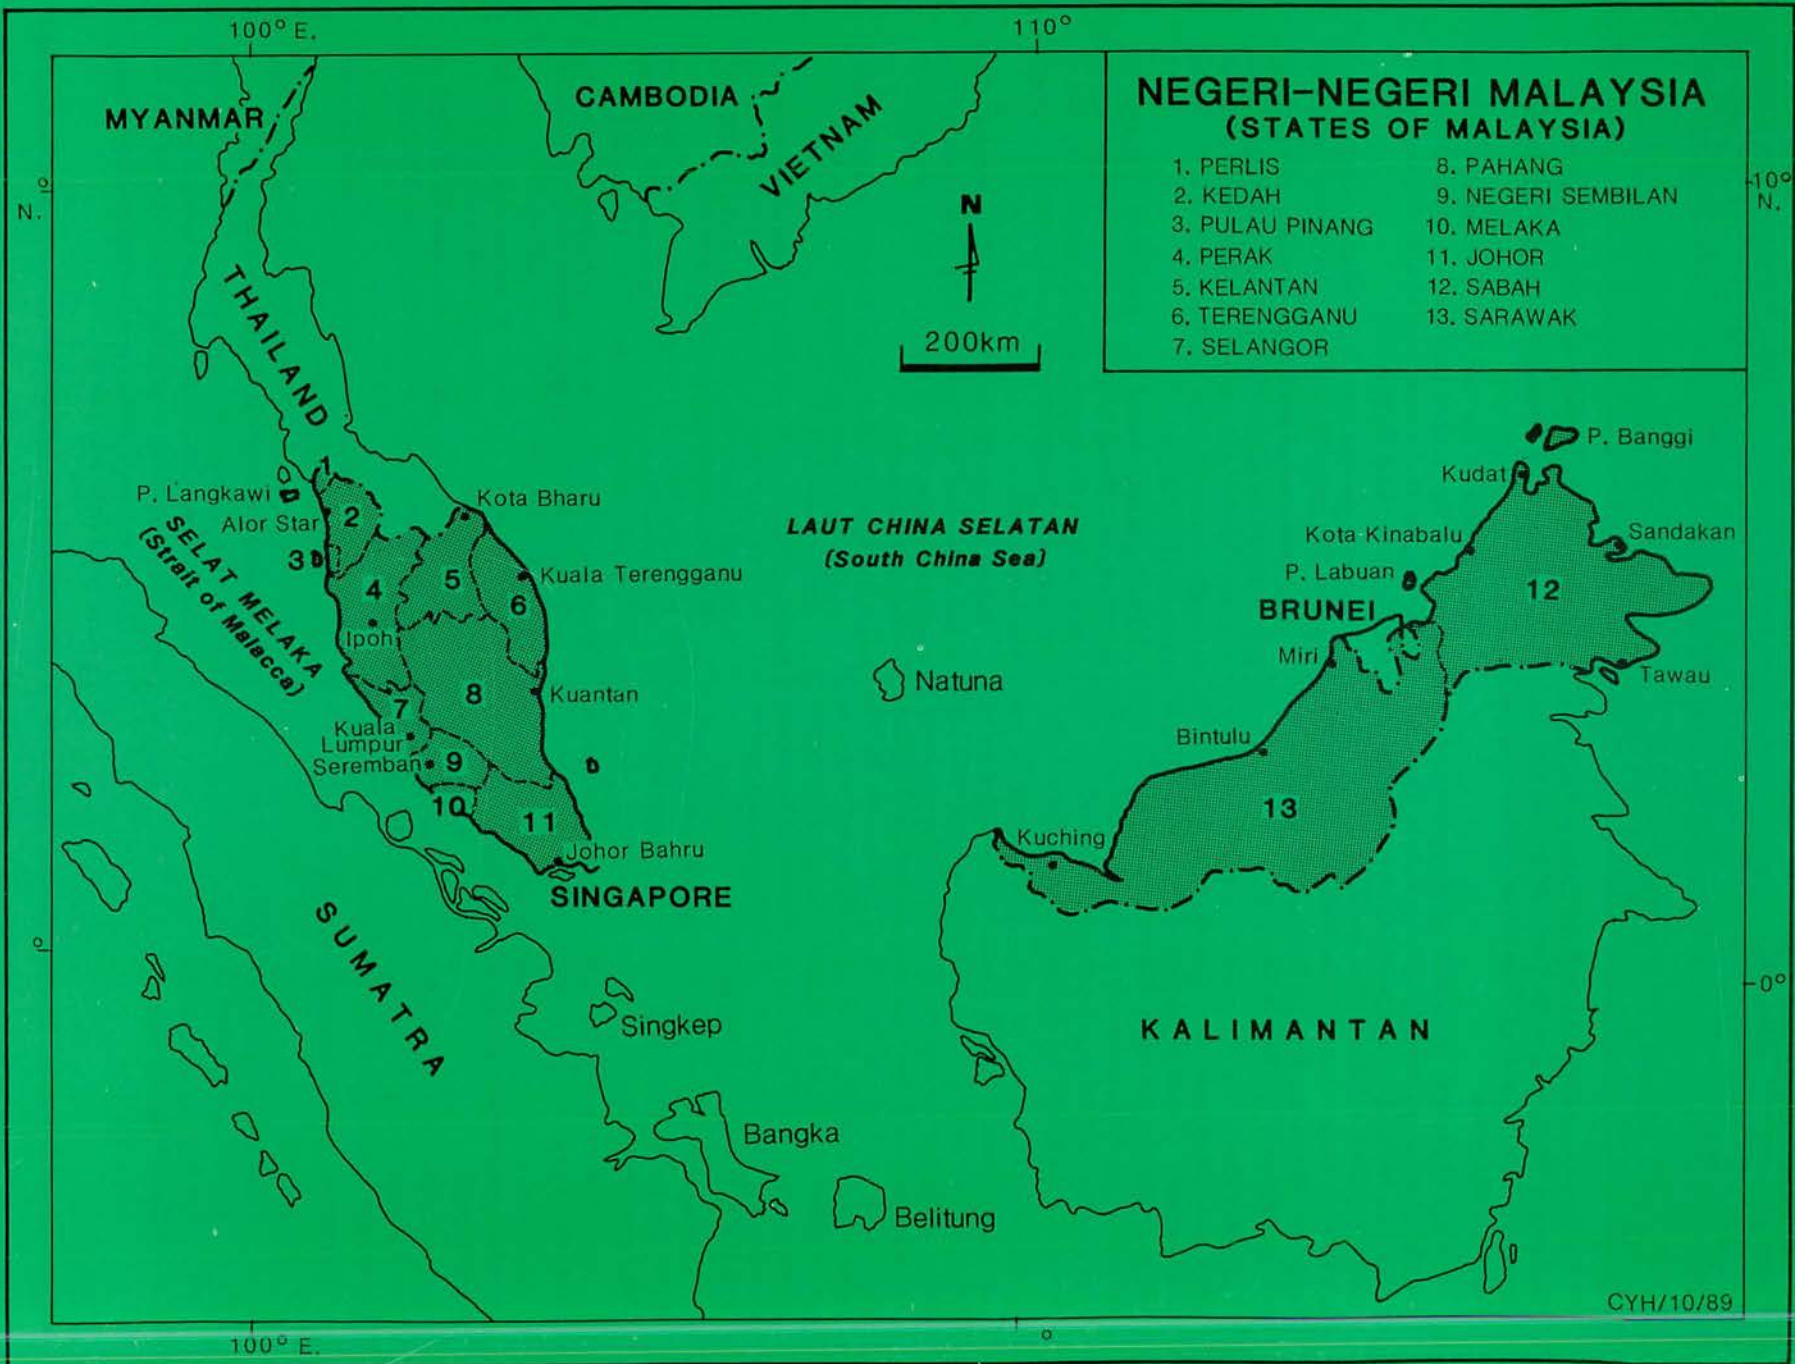 100° E.
110°
MYANMAR
CAMBODIA
VIETNAM
NEGERI-NEGERI MALAYSIA
(STATES OF MALAYSIA)
1. PERLIS
2. KEDAH
3. PULAU PINANG
4. PERAK
5. KELANTAN
6. TERENGGANU
7. SELANGOR
8. PAHANG
9. NEGERI SEMBILAN
10. MELAKA
11. JOHOR
12. SABAH
13. SARAWAK
°
N.
10°
N.
N
200km
THAILAND
P. Banggi
Kudat
1
P. Langkawi
Kota Bharu
Alor Star
2
LAUT CHINA SELATAN
(South China Sea)
Kota Kinabalu
Sandakan
SELAT MELAKA
(Strait of Malacca)
3
4
5
6
Kuala Terengganu
P. Labuan
BRUNEI
12
Ipoh
Miri
Tawau
Natuna
8
Kuantan
7
Kuala
Lumpur
Bintulu
Seremban
9
10
11
13
Johor Bahru
Kuching
SINGAPORE
SUMATRA
°
0°
Singkep
KALIMANTAN
Bangka
Belitung
CYH/10/89
100° E.
°